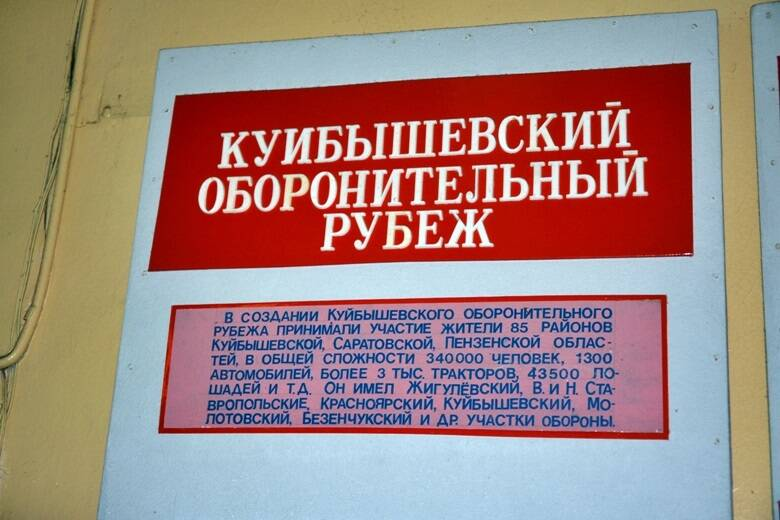 КУИБЫШЕВСКИЙ
ОБОРОНИТЕЛЬНЫЙ
РУБЕЖ
В СОЗДАНИИ КУЙБЫШЕВСКОГО ОБОРОНИТЕЛЬНОГО
РУБЕЖА ПРИНИМАЛИ УЧАСТИЕ ЖИТЕЛИ 85 РАЙОНОВ
КУЙБЫШЕВСКОЙ, САРАТОВСКОЙ, ПЕНЗЕНСКОЙ ОБЛАС-
ТЕЙ, В ОБЩЕЙ СЛОЖНОСТИ 340000 ЧЕЛОВЕК, 1300
АВТОМОБИЛЕЙ, БОЛЕЕ 3 ТЫС. ТРАКТОРОВ, 43500 ЛО-
ШАДЕЙ И Т.Д. ОН ИМЕЛ ЖИГУЛЁВСКИЙ, В. И Н. СТА-
ВРОПОЛЬСКИЕ, КРАСНОЯРСКИЙ, КУЙБЫШЕВСКИЙ, МО-
ЛОТОВСКИЙ, БЕЗЕНЧУКСКИЙ И ДР. УЧАСТКИ ОБОРОНЫ.